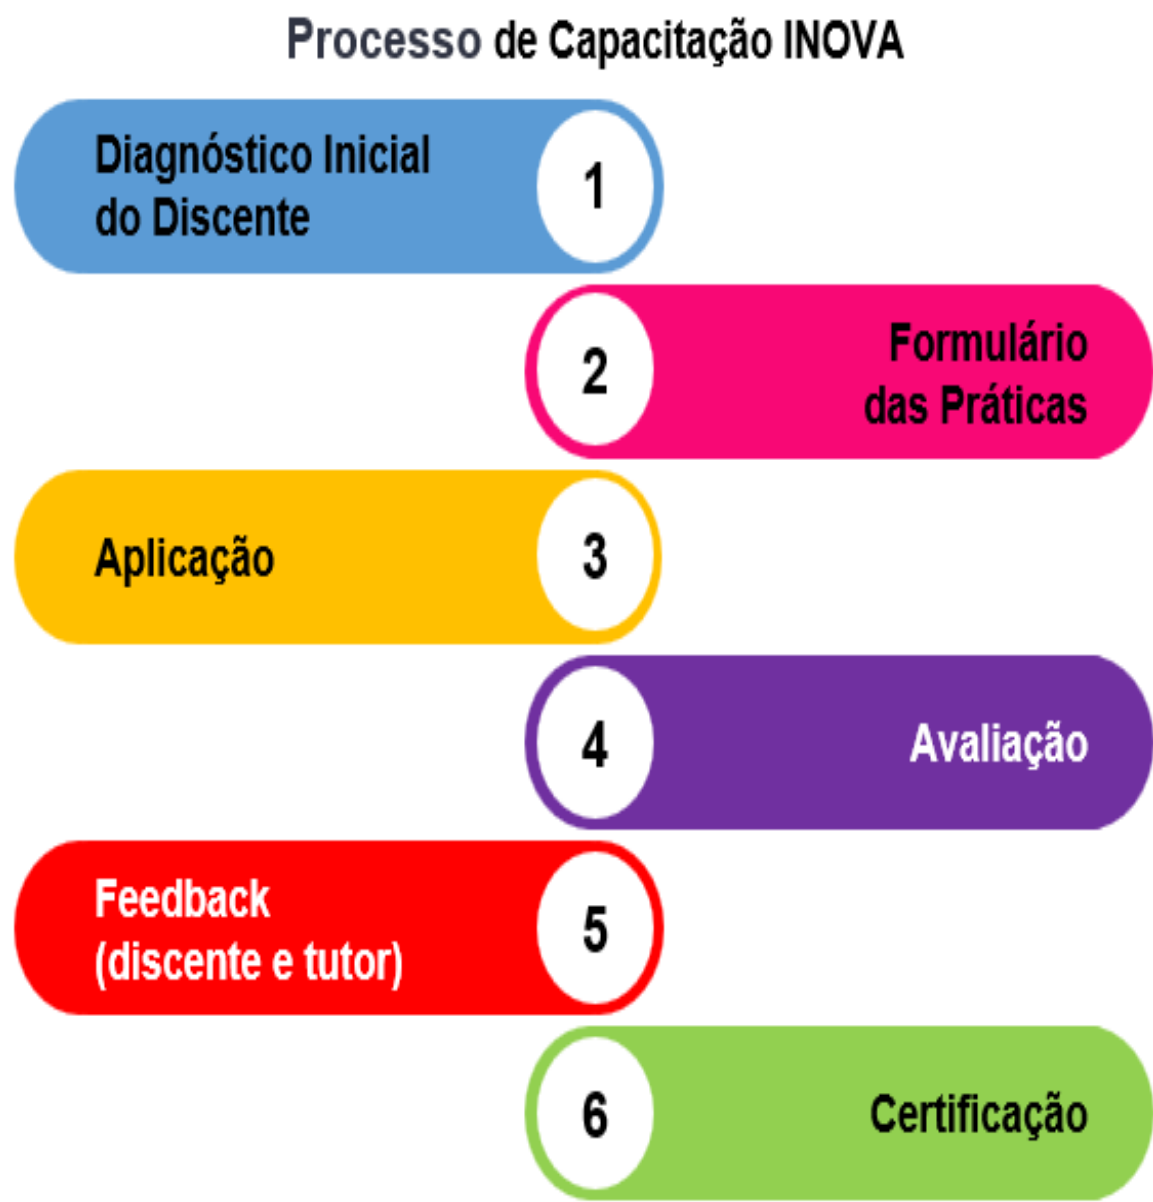 Processo de Capacitação INOVA
Diagnóstico Inicial
do Discente
1
2
Formulário
das Práticas
Aplicação
3
4
Avaliação
Feedback
(discente e tutor)
5
6
Certificação